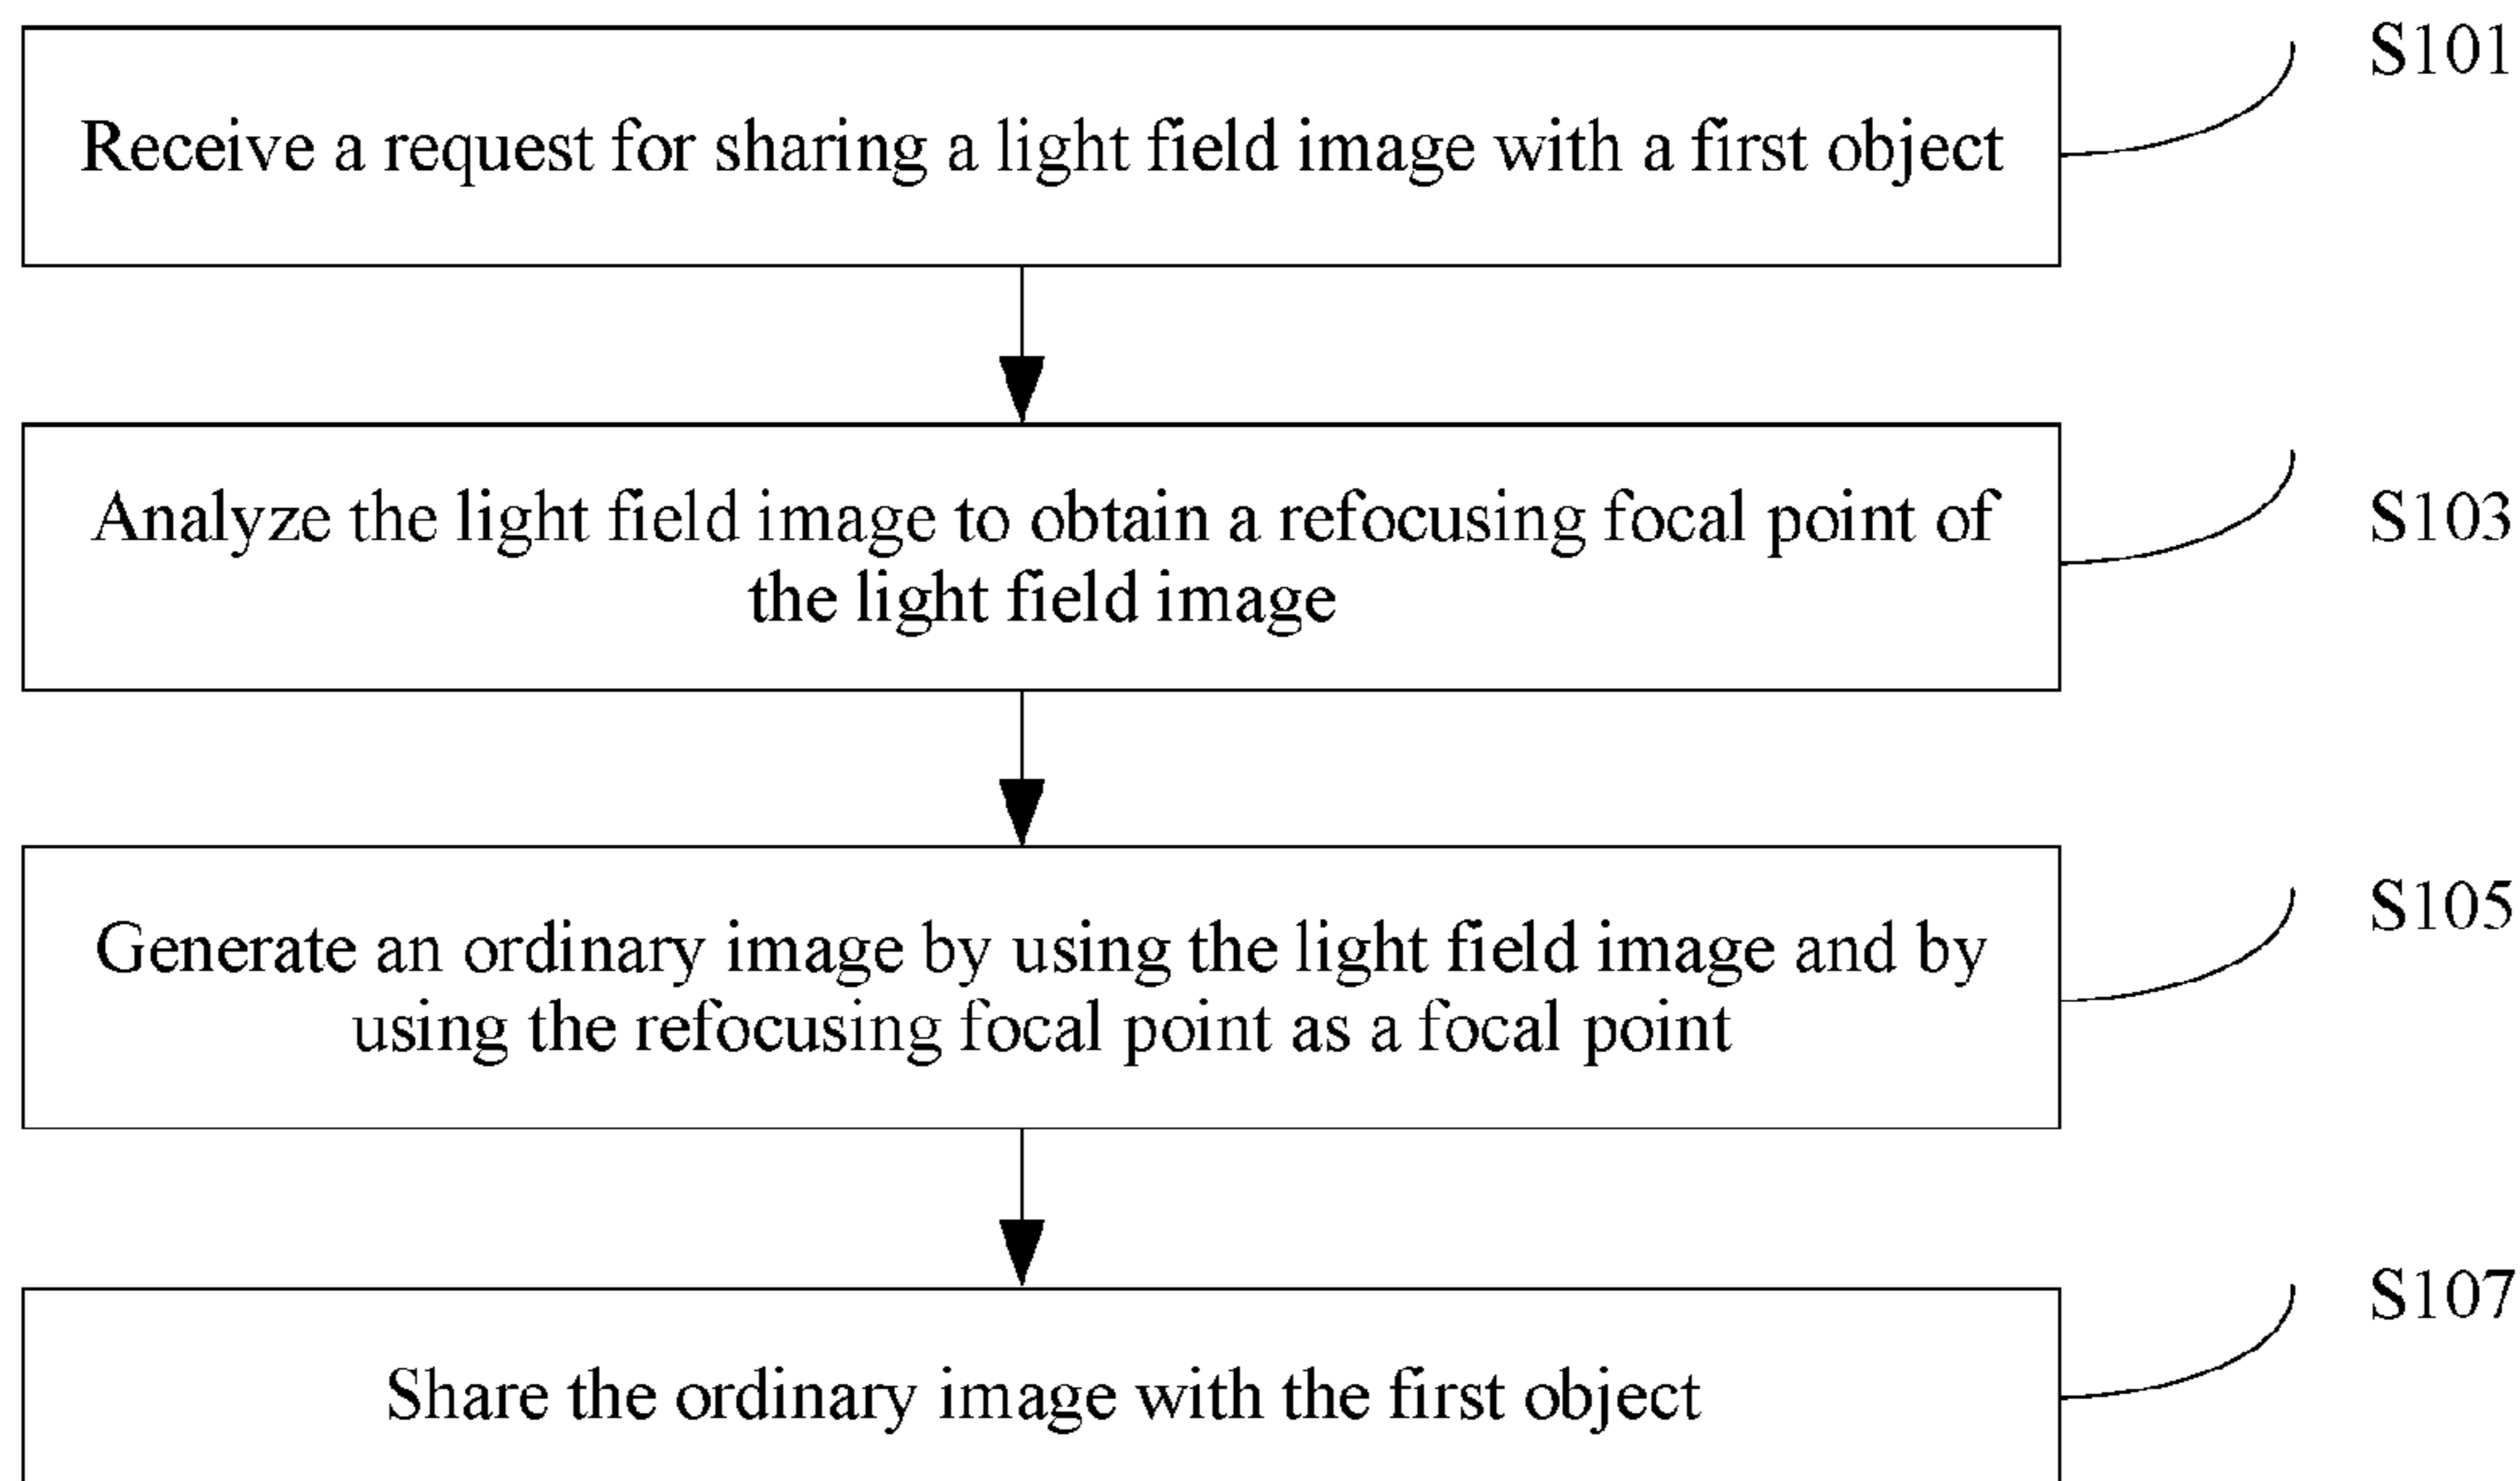 S101
Receive a request for sharing a light field image with a first object
Analyze the light field image to obtain a refocusing focal point of
S103
the light field image
S105
Generate an ordinary image by using the light field image and by
using the refocusing focal point as a focal point
S107
Share the ordinary image with the first object